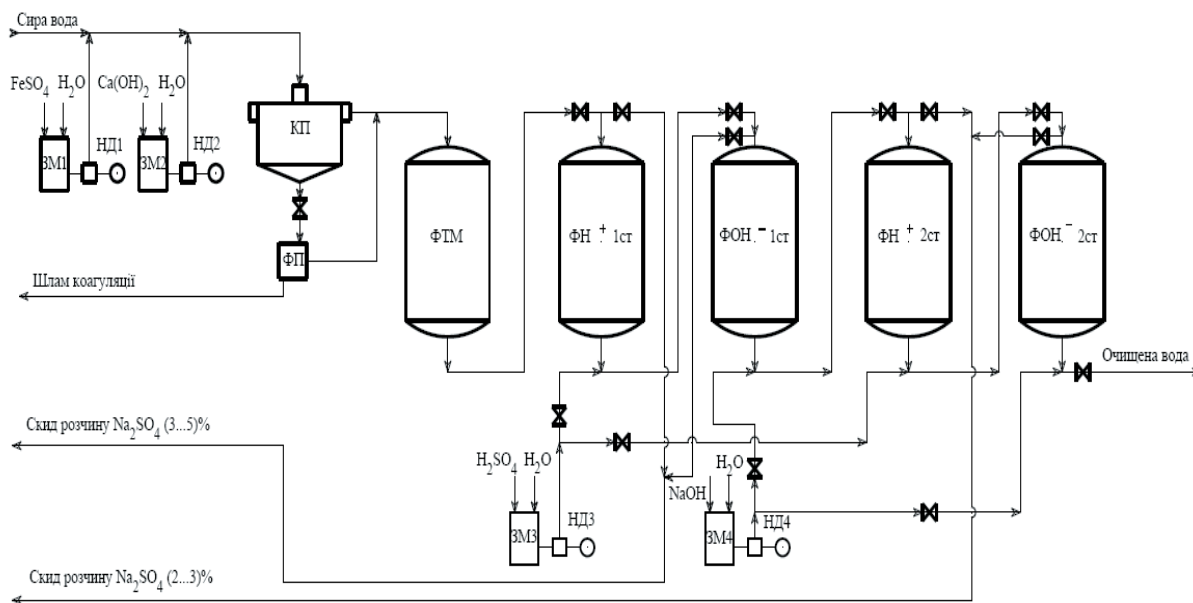 Сира вода
FeSO4 H2O Ca(OH)2 H2O
НД1 НД2
ЗМ1 ЗМ2
КП
ФП
Шлам коагуляції
ФТМ ФН+ 1ст ФОН.- 1ст ФН+ 2ст ФОН.- 2ст
Очищена вода
Скид розчину Na2SO4 (3...5)%
H2SO4 H2O NaOH H2O
ЗМ3 НД3 ЗМ4 НД4
Скид розчину Na2SO4 (2...3)%